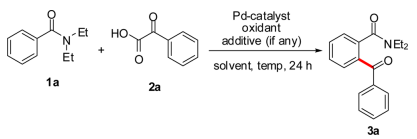 O
Et
N
Et
1a
+
O
HO
O
2a
Pd-catalyst
oxidant
additive (if any)
solvent, temp, 24 h
O
NEt₂
O
3a